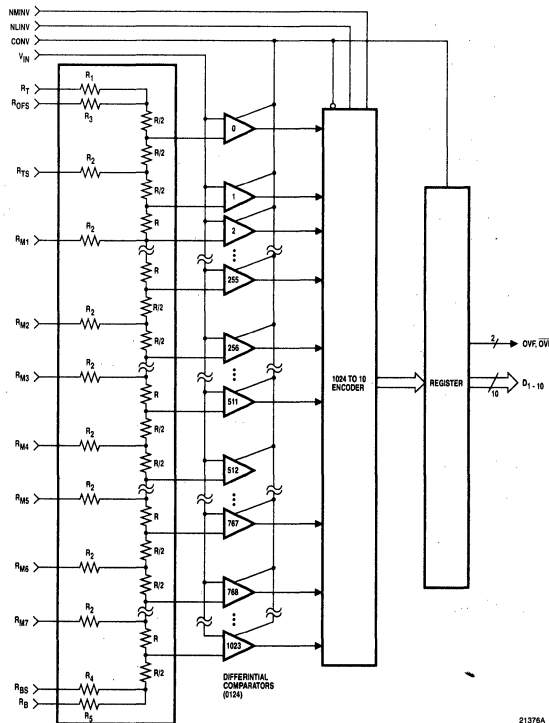 NMINV
NLINV
CONV
VIN
RT
R1
ROFS
R3
R/2
0
R/2
RTS
R2
R/2
1
R
2
RM1
R2
R
255
R/2
RM2
R2
R/2
256
RM3
R2
R
511
R/2
RM4
R2
R/2
512
RM5
R2
R
767
R/2
RM6
R2
R/2
768
RM7
R2
R
1023
R/2
RBS
R4
RB
R5
DIFFERINTIAL
COMPARATORS
(0124)
1024 TO 10
ENCODER
REGISTER
2
OVF, OVF
10
D1 - 10
21376A